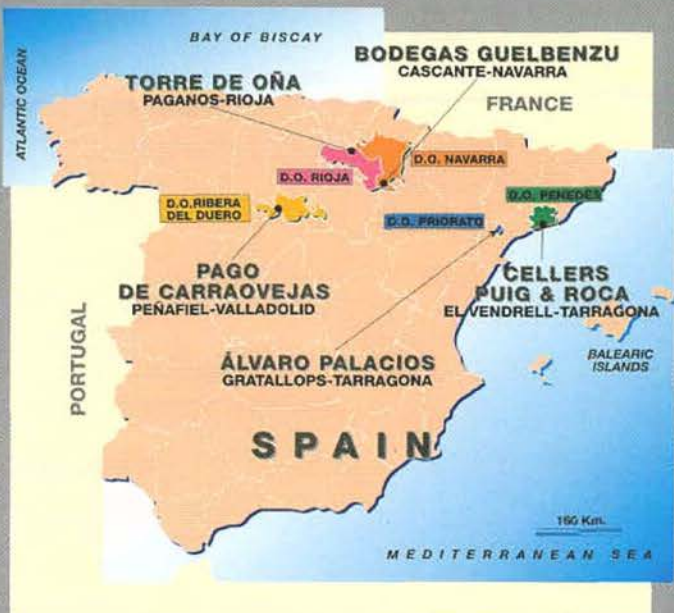 BAY OF BISCAY
ATLANTIC OCEAN
BODEGAS GUELBENZU
CASCANTE-NAVARRA
TORRE DE OÑA
PAGANOS-RIOJA
FRANCE
D.O. NAVARRA
D.O. RIOJA
D.O. PENEDÉS
D.O.RIBERA
DEL DUERO
D.O. PRIORATO
PAGO
DE CARRAOVEJAS
PEÑAFIEL-VALLADOLID
CELLERS
PUIG & ROCA
EL VENDRELL-TARRAGONA
PORTUGAL
ÁLVARO PALACIOS
GRATALLOPS-TARRAGONA
BALEARIC
ISLANDS
SPAIN
160 Km.
MEDITERRANEAN SEA